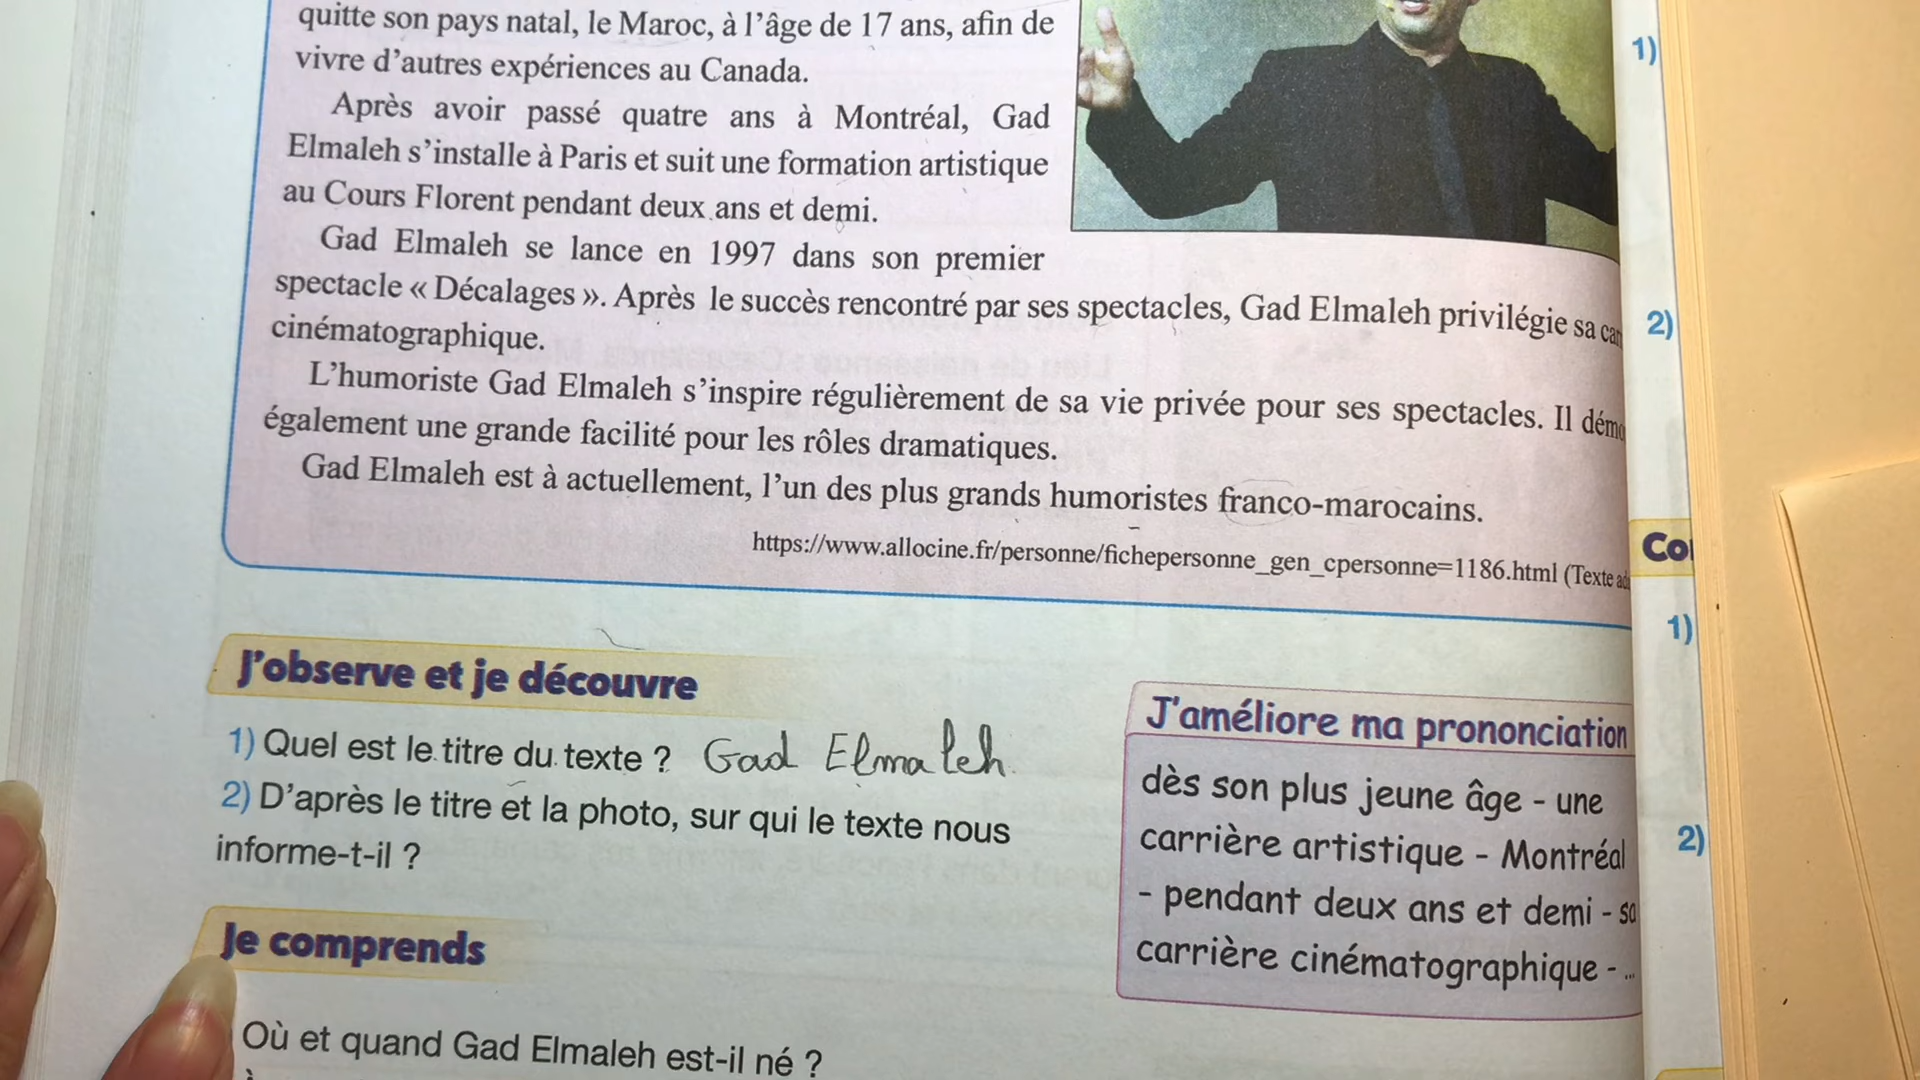 quitte son pays natal, le Maroc, à l'âge de 17 ans, afin de
vivre d'autres expériences au Canada.
Après avoir passé quatre ans à Montréal, Gad
Elmaleh s'installe à Paris et suit une formation artistique
au Cours Florent pendant deux ans et demi.
Gad Elmaleh se lance en 1997 dans son premier
spectacle « Décalages ». Après le succès rencontré par ses spectacles, Gad Elmaleh privilégie sa
cinématographique.
L'humoriste Gad Elmaleh s'inspire régulièrement de sa vie privée pour ses spectacles. Il
également une grande facilité pour les rôles dramatiques.
Gad Elmaleh est à actuellement, l'un des plus grands humoristes franco-marocains.
https://www.allocine.fr/personne/fichepersonne_gen_cpersonne=1186.html (Texte
J'observe et je découvre
1) Quel est le titre du texte ? Gad Elmaleh
2) D'après le titre et la photo, sur qui le texte nous
informe-t-il ?
Je comprends
Où et quand Gad Elmaleh est-il né ?
J'améliore ma prononciation
dès son plus jeune âge - une
carrière artistique - Montréal
- pendant deux ans et demi - sa
carrière cinématographique - ...
1)
2)
1)
2)